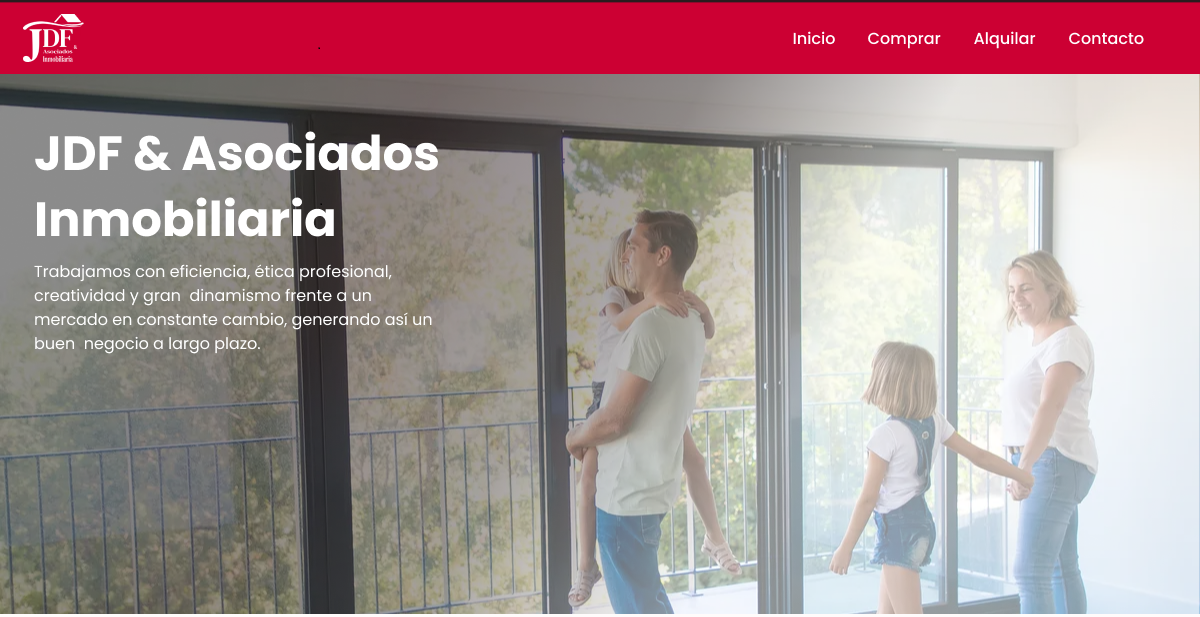 JDF
&
Asociados
Inmobiliaria
Inicio Comprar Alquilar Contacto
JDF & Asociados
Inmobiliaria
Trabajamos con eficiencia, ética profesional,
creatividad y gran  dinamismo frente a un
mercado en constante cambio, generando así un
buen  negocio a largo plazo.